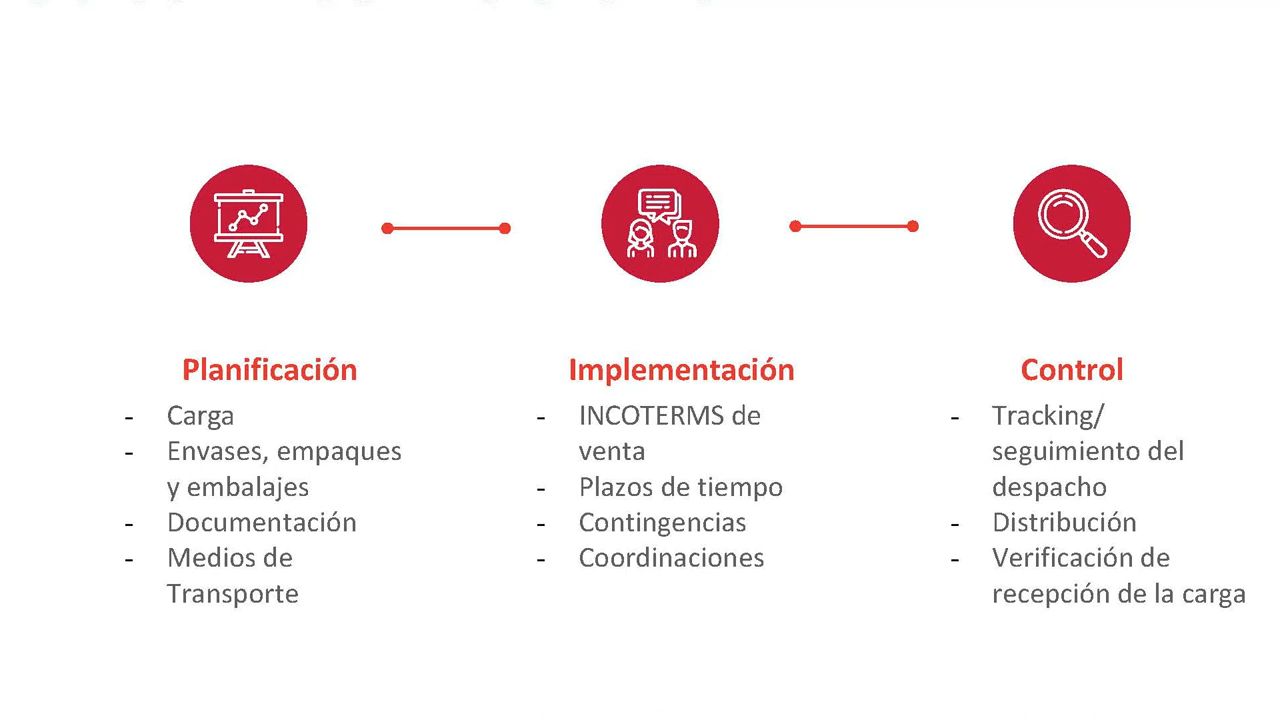 Planificación
- Carga
- Envases, empaques
y embalajes
- Documentación
- Medios de
Transporte
Implementación
- INCOTERMS de
venta
- Plazos de tiempo
- Contingencias
- Coordinaciones
Control
- Tracking/
seguimiento del
despacho
- Distribución
- Verificación de
recepción de la carga